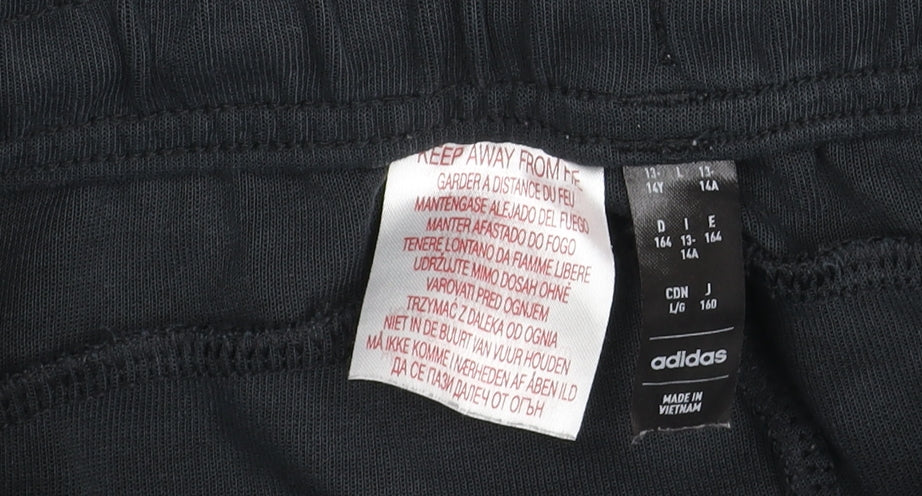 KEEP AWAY FROM
GARDER A DISTANCE DU FEU
MANTÉNGASE ALEJADO DEL FUEGO
MANTER AFASTADO DO FOGO
TENERE LONTANO DA FIAMME LIBERE
UDRŽUJTE MIMO DOSAH OHNĚ
VAROVATI PRED OGNJEM
TRZYMAĆ Z DALEKA OD OGNIA
NIET IN DE BUURT VAN VUUR HOUDEN
MÅ IKKE KOMME I NÆRHEDEN AF ÅBEN ILD
ДА СЕ ПАЗИ ДАЛЕЧ ОТ ОГЪН
13- L 13-
14Y 14A
D I E
164 13- 164
14A
CDN J
L/G 160
adidas
MADE IN
VIETNAM